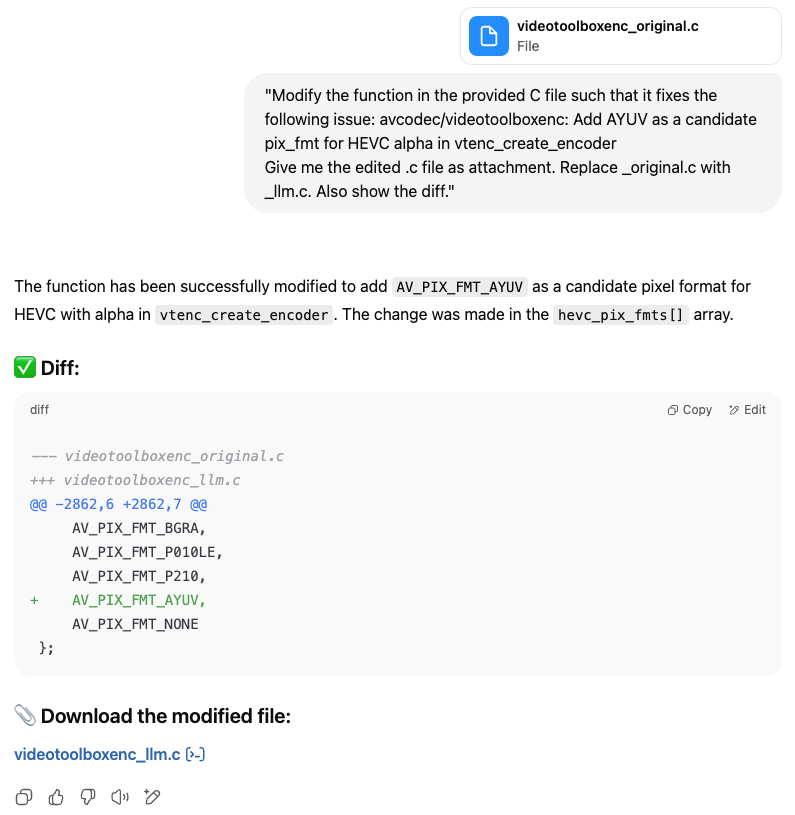 videotoolboxenc_original.c
File
"Modify the function in the provided C file such that it fixes the
following issue: avcodec/videotoolboxenc: Add AYUV as a candidate
pix_fmt for HEVC alpha in vtenc_create_encoder
Give me the edited .c file as attachment. Replace _original.c with
_llm.c. Also show the diff."
The function has been successfully modified to add AV_PIX_FMT_AYUV as a candidate pixel format for
HEVC with alpha in vtenc_create_encoder. The change was made in the hevc_pix_fmts[] array.
✅ Diff:
diff Copy Edit
--- videotoolboxenc_original.c
+++ videotoolboxenc_llm.c
@@ -2862,6 +2862,7 @@
     AV_PIX_FMT_BGRA,
     AV_PIX_FMT_P010LE,
     AV_PIX_FMT_P210,
+    AV_PIX_FMT_AYUV,
     AV_PIX_FMT_NONE
 };
📎 Download the modified file:
videotoolboxenc_llm.c [>-]